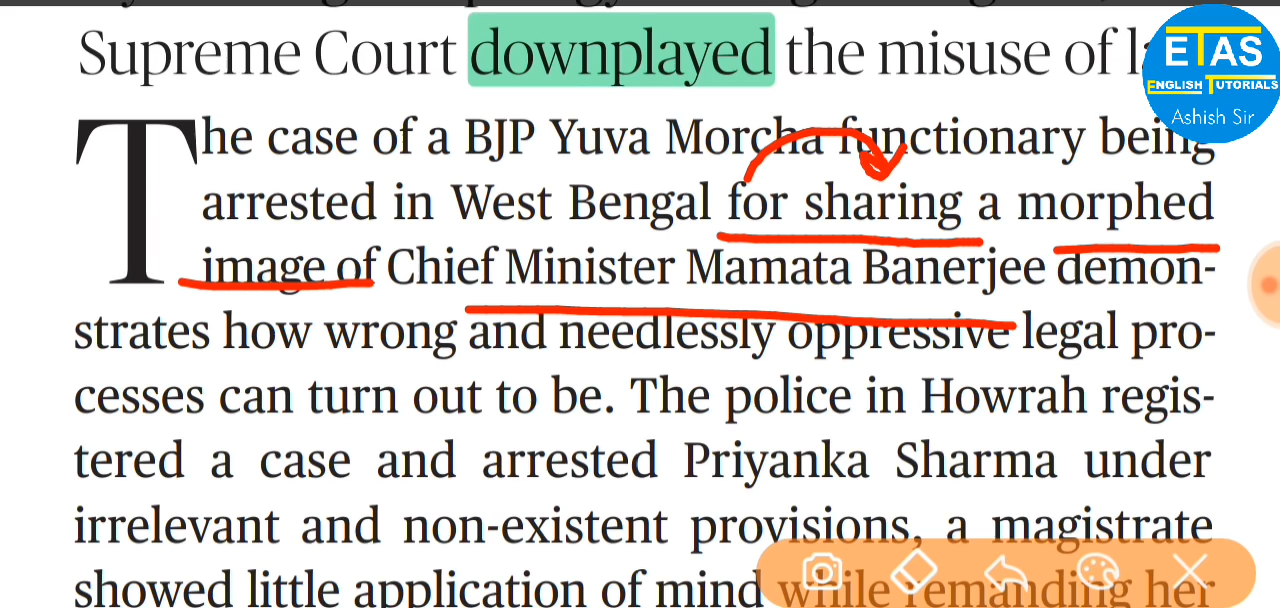 Supreme Court downplayed the misuse of
ETAS
ENGLISH TUTORIALS
Ashish Sir
The case of a BJP Yuva Morcha functionary being
arrested in West Bengal for sharing a morphed
image of Chief Minister Mamata Banerjee demon-
strates how wrong and needlessly oppressive legal pro-
cesses can turn out to be. The police in Howrah regis-
tered a case and arrested Priyanka Sharma under
irrelevant and non-existent provisions, a magistrate
showed little application of mind while remanding her